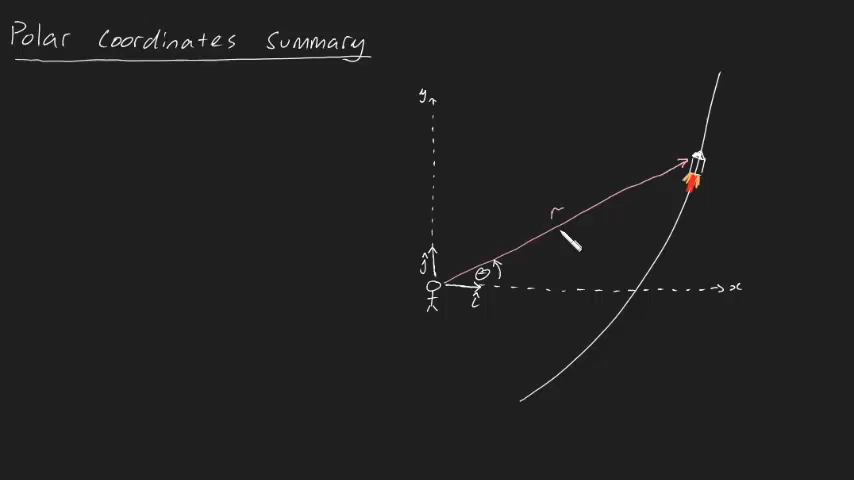 Polar coordinates summary
y
r
ĵ
θ
î
x